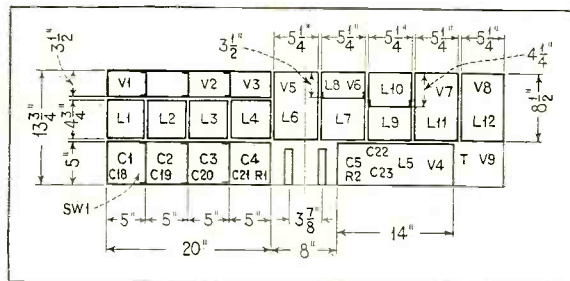 5 1/4" 5 1/4" 5 1/4" 5 1/4" 5 1/4"
3 1/2" 3 1/2" 4 1/4"
V1 V2 V3 V5 L8 V6 L10 V7 V8
13 3/4" 4 3/4" 8 1/2"
L1 L2 L3 L4 L6 L7 L9 L11 L12
5" C1 C2 C3 C4 C5 C22 L5 V4 T V9
C18 C19 C20 C21 R1 R2 C23
SW1
5" 5" 5" 5" 3 7/8"
20" 8" 14"